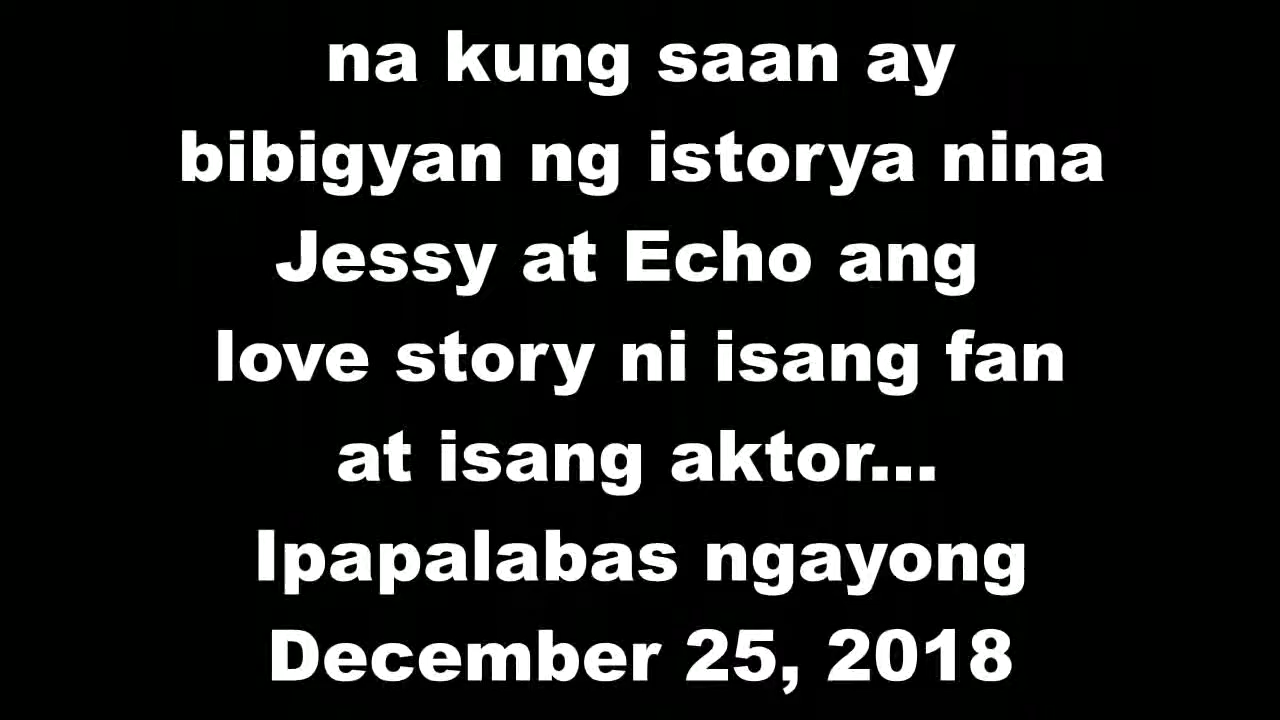 na kung saan ay
bibigyan ng istorya nina
Jessy at Echo ang
love story ni isang fan
at isang aktor...
Ipapalabas ngayong
December 25, 2018